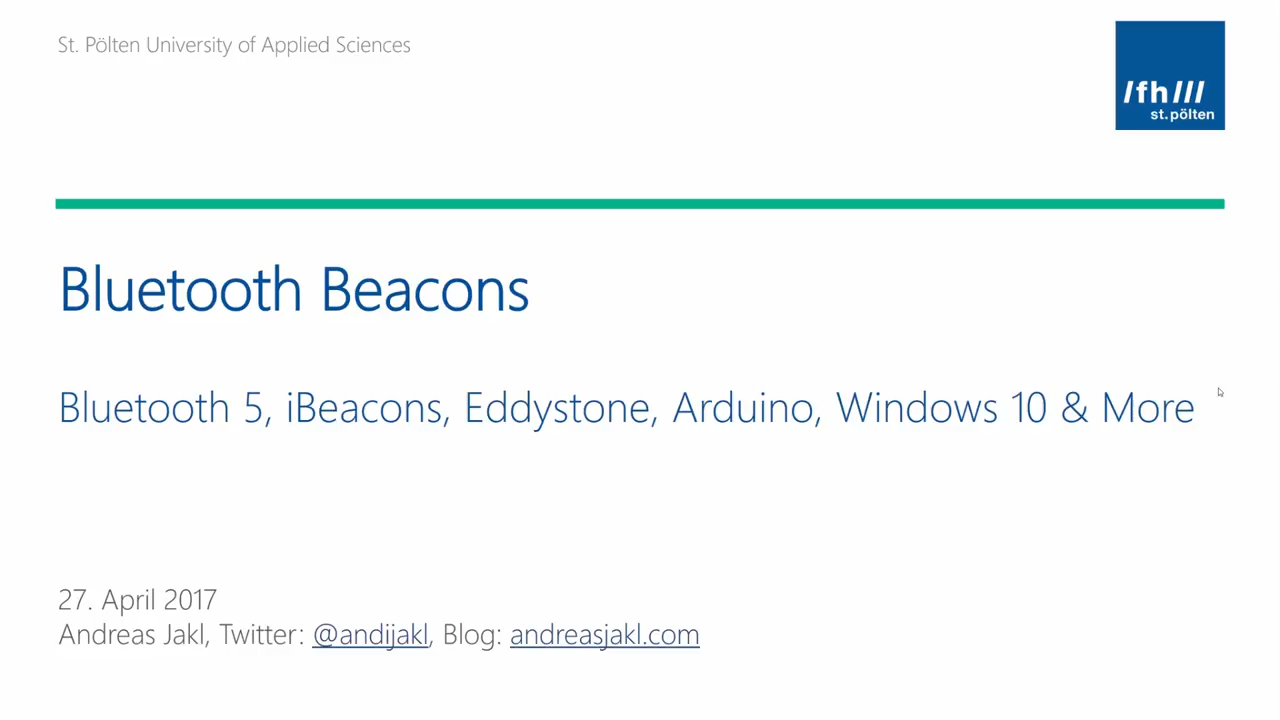 St. Pölten University of Applied Sciences
/fh///
st.pölten
Bluetooth Beacons
Bluetooth 5, iBeacons, Eddystone, Arduino, Windows 10 & More
27. April 2017
Andreas Jakl, Twitter: @andijakl, Blog: andreasjakl.com